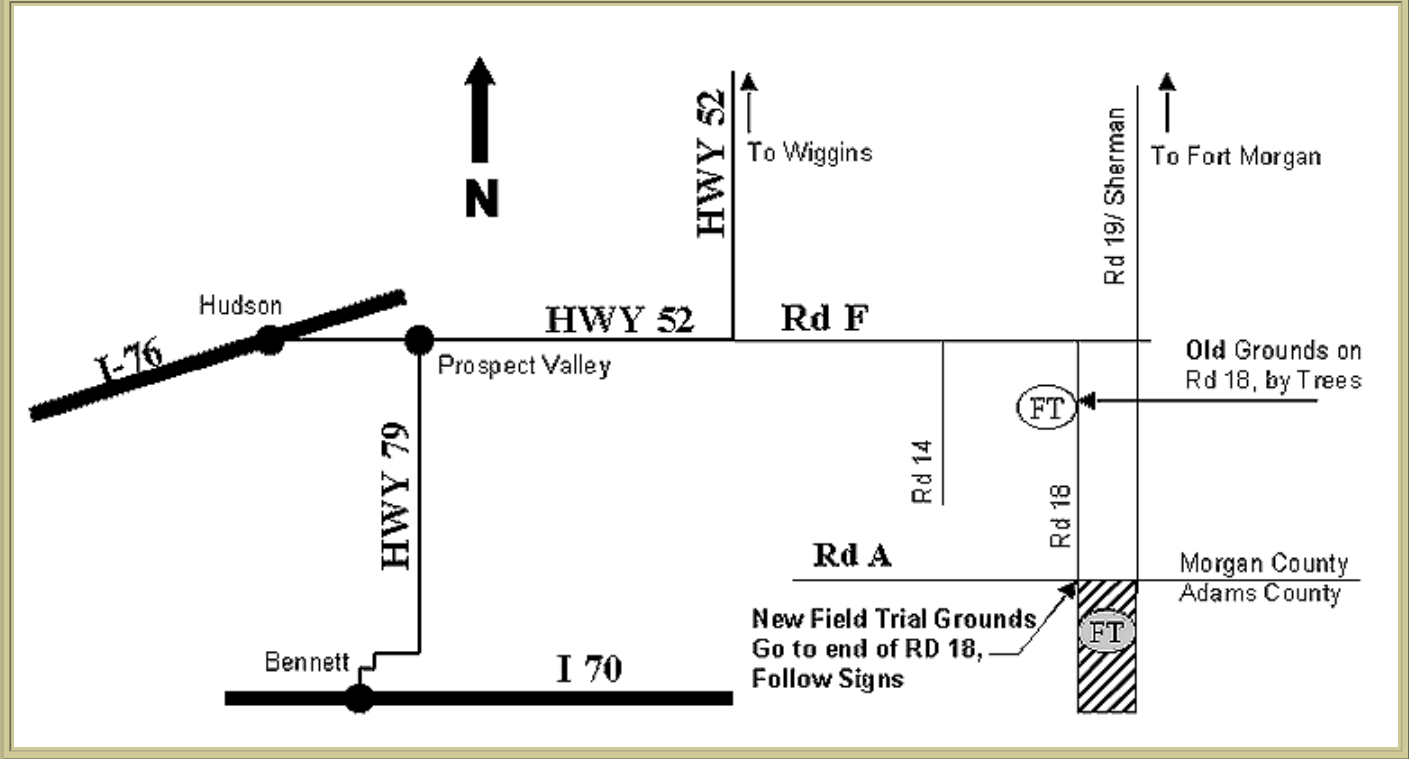 HWY 52
To Wiggins
Rd 19/ Sherman
To Fort Morgan
N
Hudson
I-76
HWY 52
Rd F
Prospect Valley
Old Grounds on
Rd 18, by Trees
FT
HWY 79
Rd 14
Rd 18
Rd A
Morgan County
Adams County
New Field Trial Grounds
Go to end of RD 18,
Follow Signs
FT
Bennett
I 70